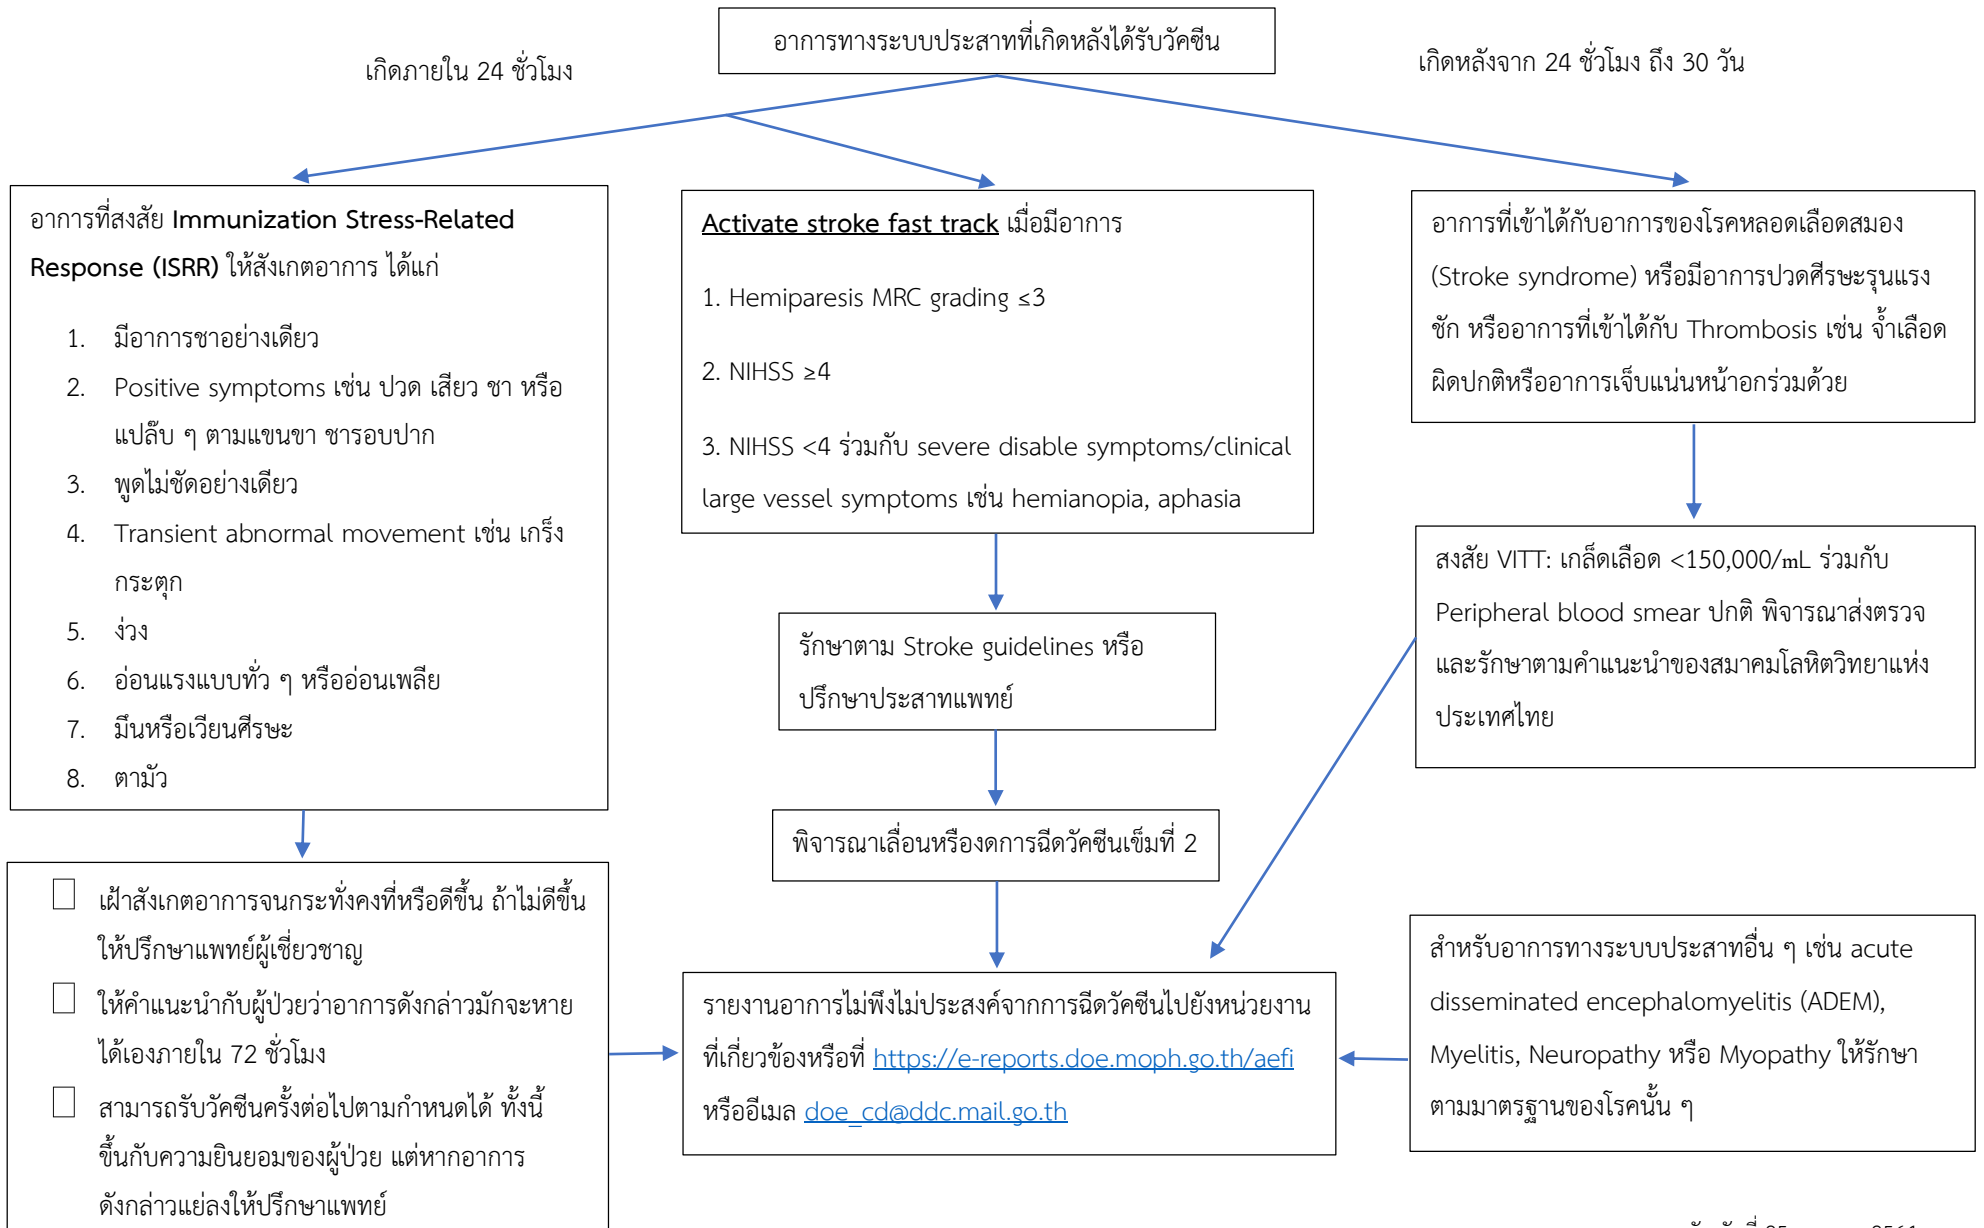 อาการทางระบบประสาทที่เกิดหลังได้รับวัคซีน
เกิดภายใน 24 ชั่วโมง
เกิดหลังจาก 24 ชั่วโมง ถึง 30 วัน
อาการที่สงสัย Immunization Stress-Related
Response (ISRR) ให้สังเกตอาการ ได้แก่
1. มีอาการชาอย่างเดียว
2. Positive symptoms เช่น ปวด เสียว ชา หรือ
แปล๊บ ๆ ตามแขนขา ชารอบปาก
3. พูดไม่ชัดอย่างเดียว
4. Transient abnormal movement เช่น เกร็ง
กระตุก
5. ง่วง
6. อ่อนแรงแบบทั่ว ๆ หรืออ่อนเพลีย
7. มึนหรือเวียนศีรษะ
8. ตามัว
เฝ้าสังเกตอาการจนกระทั่งคงที่หรือดีขึ้น ถ้าไม่ดีขึ้น
ให้ปรึกษาแพทย์ผู้เชี่ยวชาญ
ให้คำแนะนำกับผู้ป่วยว่าอาการดังกล่าวมักจะหาย
ได้เองภายใน 72 ชั่วโมง
สามารถรับวัคซีนครั้งต่อไปตามกำหนดได้ ทั้งนี้
ขึ้นกับความยินยอมของผู้ป่วย แต่หากอาการ
ดังกล่าวแย่ลงให้ปรึกษาแพทย์
Activate stroke fast track เมื่อมีอาการ
1. Hemiparesis MRC grading ≤3
2. NIHSS ≥4
3. NIHSS <4 ร่วมกับ severe disable symptoms/clinical
large vessel symptoms เช่น hemianopia, aphasia
รักษาตาม Stroke guidelines หรือ
ปรึกษาประสาทแพทย์
พิจารณาเลื่อนหรืองดการฉีดวัคซีนเข็มที่ 2
รายงานอาการไม่พึงไม่ประสงค์จากการฉีดวัคซีนไปยังหน่วยงาน
ที่เกี่ยวข้องหรือที่ https://e-reports.doe.moph.go.th/aefi
หรืออีเมล doe_cd@ddc.mail.go.th
อาการที่เข้าได้กับอาการของโรคหลอดเลือดสมอง
(Stroke syndrome) หรือมีอาการปวดศีรษะรุนแรง
ชัก หรืออาการที่เข้าได้กับ Thrombosis เช่น จ้ำเลือด
ผิดปกติหรืออาการเจ็บแน่นหน้าอกร่วมด้วย
สงสัย VITT: เกล็ดเลือด <150,000/mL ร่วมกับ
Peripheral blood smear ปกติ พิจารณาส่งตรวจ
และรักษาตามคำแนะนำของสมาคมโลหิตวิทยาแห่ง
ประเทศไทย
สำหรับอาการทางระบบประสาทอื่น ๆ เช่น acute
disseminated encephalomyelitis (ADEM),
Myelitis, Neuropathy หรือ Myopathy ให้รักษา
ตามมาตรฐานของโรคนั้น ๆ